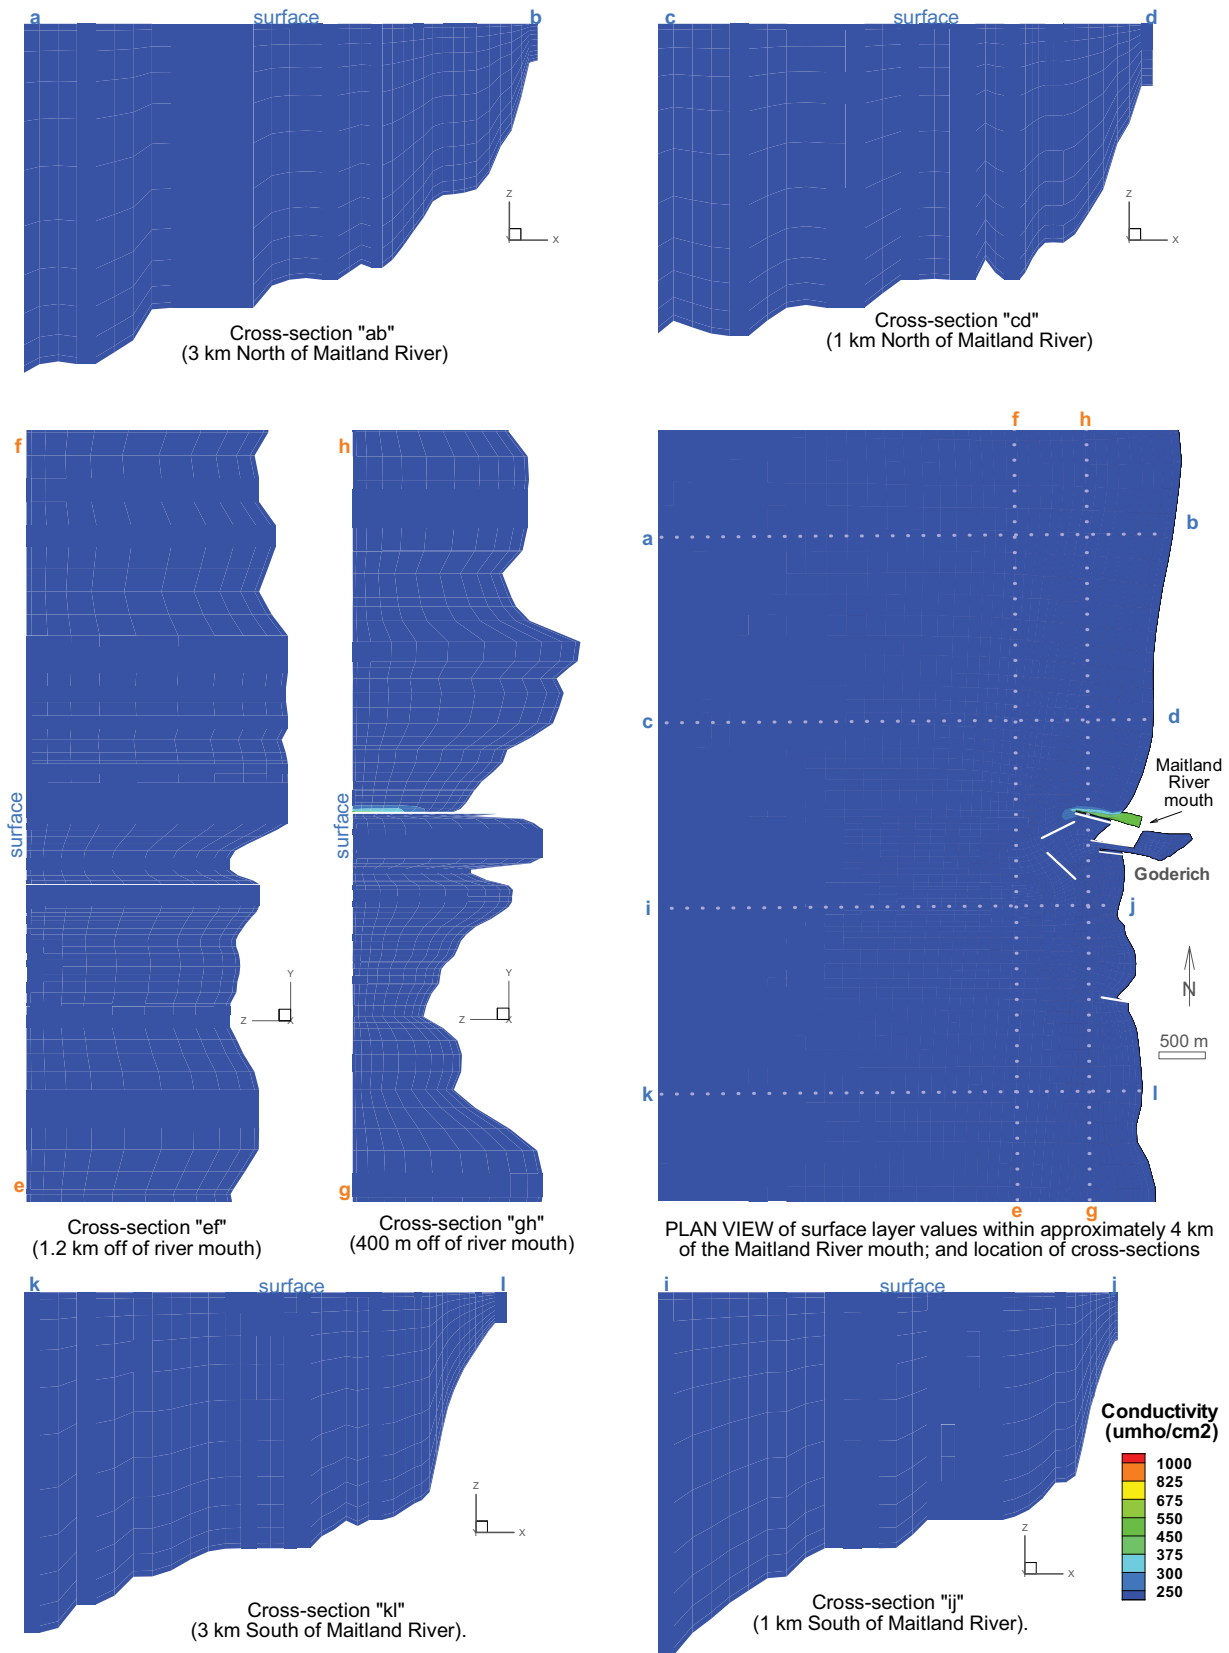 a surface b
c surface d
Z
X
Y
Z
X
Y
Cross-section "ab"
(3 km North of Maitland River)
Cross-section "cd"
(1 km North of Maitland River)
f
surface
e
Y
Z
X
Cross-section "ef"
(1.2 km off of river mouth)
h
surface
g
Y
Z
X
Cross-section "gh"
(400 m off of river mouth)
f h
a b
c d
Maitland
River
mouth
Goderich
i j
N
500 m
k l
e g
PLAN VIEW of surface layer values within approximately 4 km
of the Maitland River mouth; and location of cross-sections
k surface l
Z
X
Y
Cross-section "kl"
(3 km South of Maitland River).
i surface j
Z
X
Y
Cross-section "ij"
(1 km South of Maitland River).
Conductivity
(umho/cm2)
1000
825
675
550
450
375
300
250